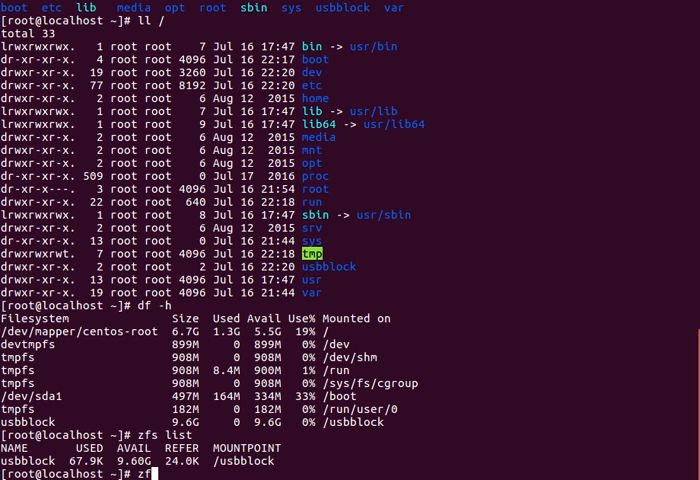 boot etc lib media opt root sbin sys usbblock var
[root@localhost ~]# ll /
total 33
lrwxrwxrwx. 1 root root 7 Jul 16 17:47 bin -> usr/bin
dr-xr-xr-x. 4 root root 4096 Jul 16 22:17 boot
drwxr-xr-x. 19 root root 3260 Jul 16 22:20 dev
drwxr-xr-x. 77 root root 8192 Jul 16 22:20 etc
drwxr-xr-x. 2 root root 6 Aug 12 2015 home
lrwxrwxrwx. 1 root root 7 Jul 16 17:47 lib -> usr/lib
lrwxrwxrwx. 1 root root 9 Jul 16 17:47 lib64 -> usr/lib64
drwxr-xr-x. 2 root root 6 Aug 12 2015 media
drwxr-xr-x. 2 root root 6 Aug 12 2015 mnt
drwxr-xr-x. 2 root root 6 Aug 12 2015 opt
dr-xr-xr-x. 509 root root 0 Jul 17 2016 proc
dr-xr-x---. 3 root root 4096 Jul 16 21:54 root
drwxr-xr-x. 22 root root 640 Jul 16 22:18 run
lrwxrwxrwx. 1 root root 8 Jul 16 17:47 sbin -> usr/sbin
drwxr-xr-x. 2 root root 6 Aug 12 2015 srv
dr-xr-xr-x. 13 root root 0 Jul 16 21:44 sys
drwxrwxrwt. 7 root root 4096 Jul 16 22:18 tmp
drwxr-xr-x. 2 root root 2 Jul 16 22:20 usbblock
drwxr-xr-x. 13 root root 4096 Jul 16 17:47 usr
drwxr-xr-x. 19 root root 4096 Jul 16 21:44 var
[root@localhost ~]# df -h
Filesystem Size Used Avail Use% Mounted on
/dev/mapper/centos-root 6.7G 1.3G 5.5G 19% /
devtmpfs 899M 0 899M 0% /dev
tmpfs 908M 0 908M 0% /dev/shm
tmpfs 908M 8.4M 900M 1% /run
tmpfs 908M 0 908M 0% /sys/fs/cgroup
/dev/sda1 497M 164M 334M 33% /boot
tmpfs 182M 0 182M 0% /run/user/0
usbblock 9.6G 0 9.6G 0% /usbblock
[root@localhost ~]# zfs list
NAME USED AVAIL REFER MOUNTPOINT
usbblock 67.9K 9.60G 24.0K /usbblock
[root@localhost ~]# zf